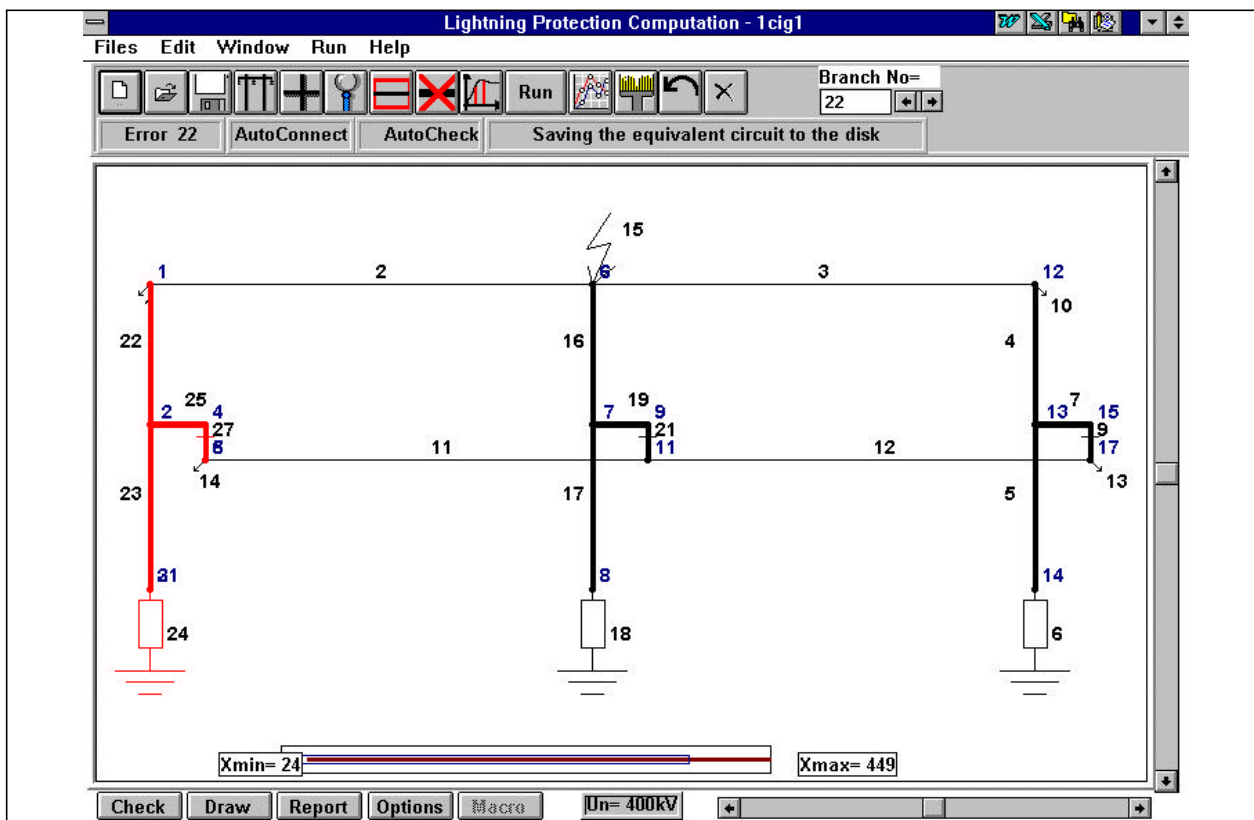 Lightning Protection Computation - 1cig1
Files Edit Window Run Help
Run
Branch No=
22
Error 22 AutoConnect AutoCheck Saving the equivalent circuit to the disk
15
1 2 6 3 12
10
22 16 4
25 19 7
2 4 7 9 13 15
27 21 9
11 11 12 17
14 13
23 17 5
8 14
24 18 6
Xmin= 24 Xmax= 449
Check Draw Report Options Macro Un= 400kV